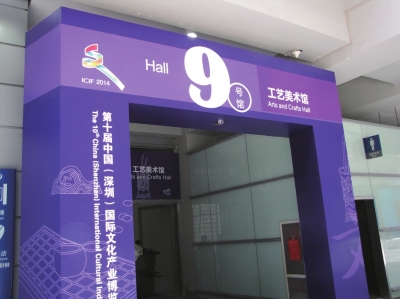 ICIF 2014
Hall 9 号馆
工艺美术馆
Arts and Crafts Hall
第十届中国（深圳）国际文化产业博览
The 10th China (Shenzhen) International Cultural Ind
工艺美术馆
Arts and Crafts Hall